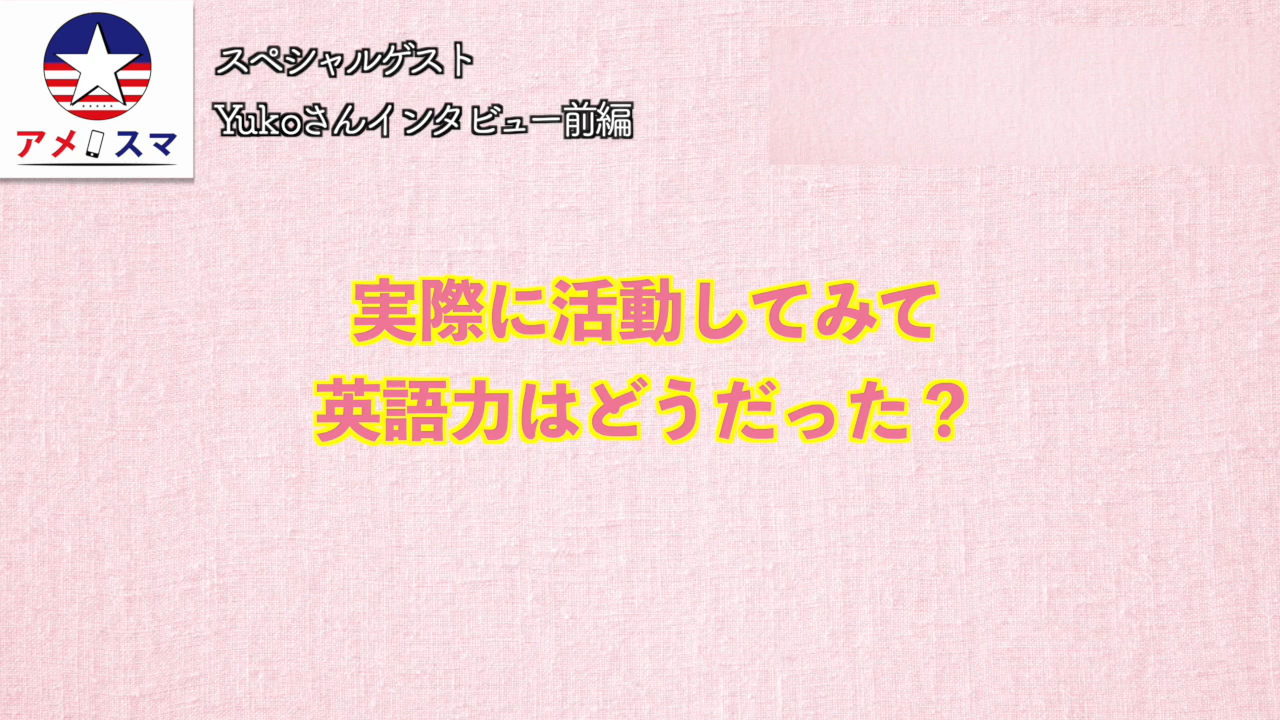 スペシャルゲスト
Yukoさんインタビュー前編
アメスマ
実際に活動してみて
英語力はどうだった？